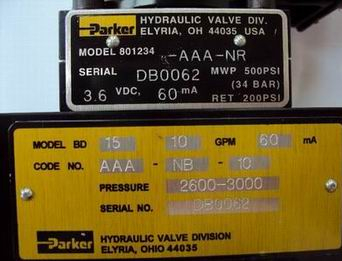 Parker HYDRAULIC VALVE DIV.
ELYRIA, OH 44035 USA
MODEL 801234 -AAA-NR
SERIAL DB0062 MWP 500PSI
(34 BAR)
3.6 VDC, 60 mA RET 200PSI
MODEL BD 15 10 GPM 60 mA
CODE NO. AAA - NB - 10
PRESSURE 2600-3000
SERIAL NO. DB0062
Parker HYDRAULIC VALVE DIVISION
ELYRIA, OHIO 44035